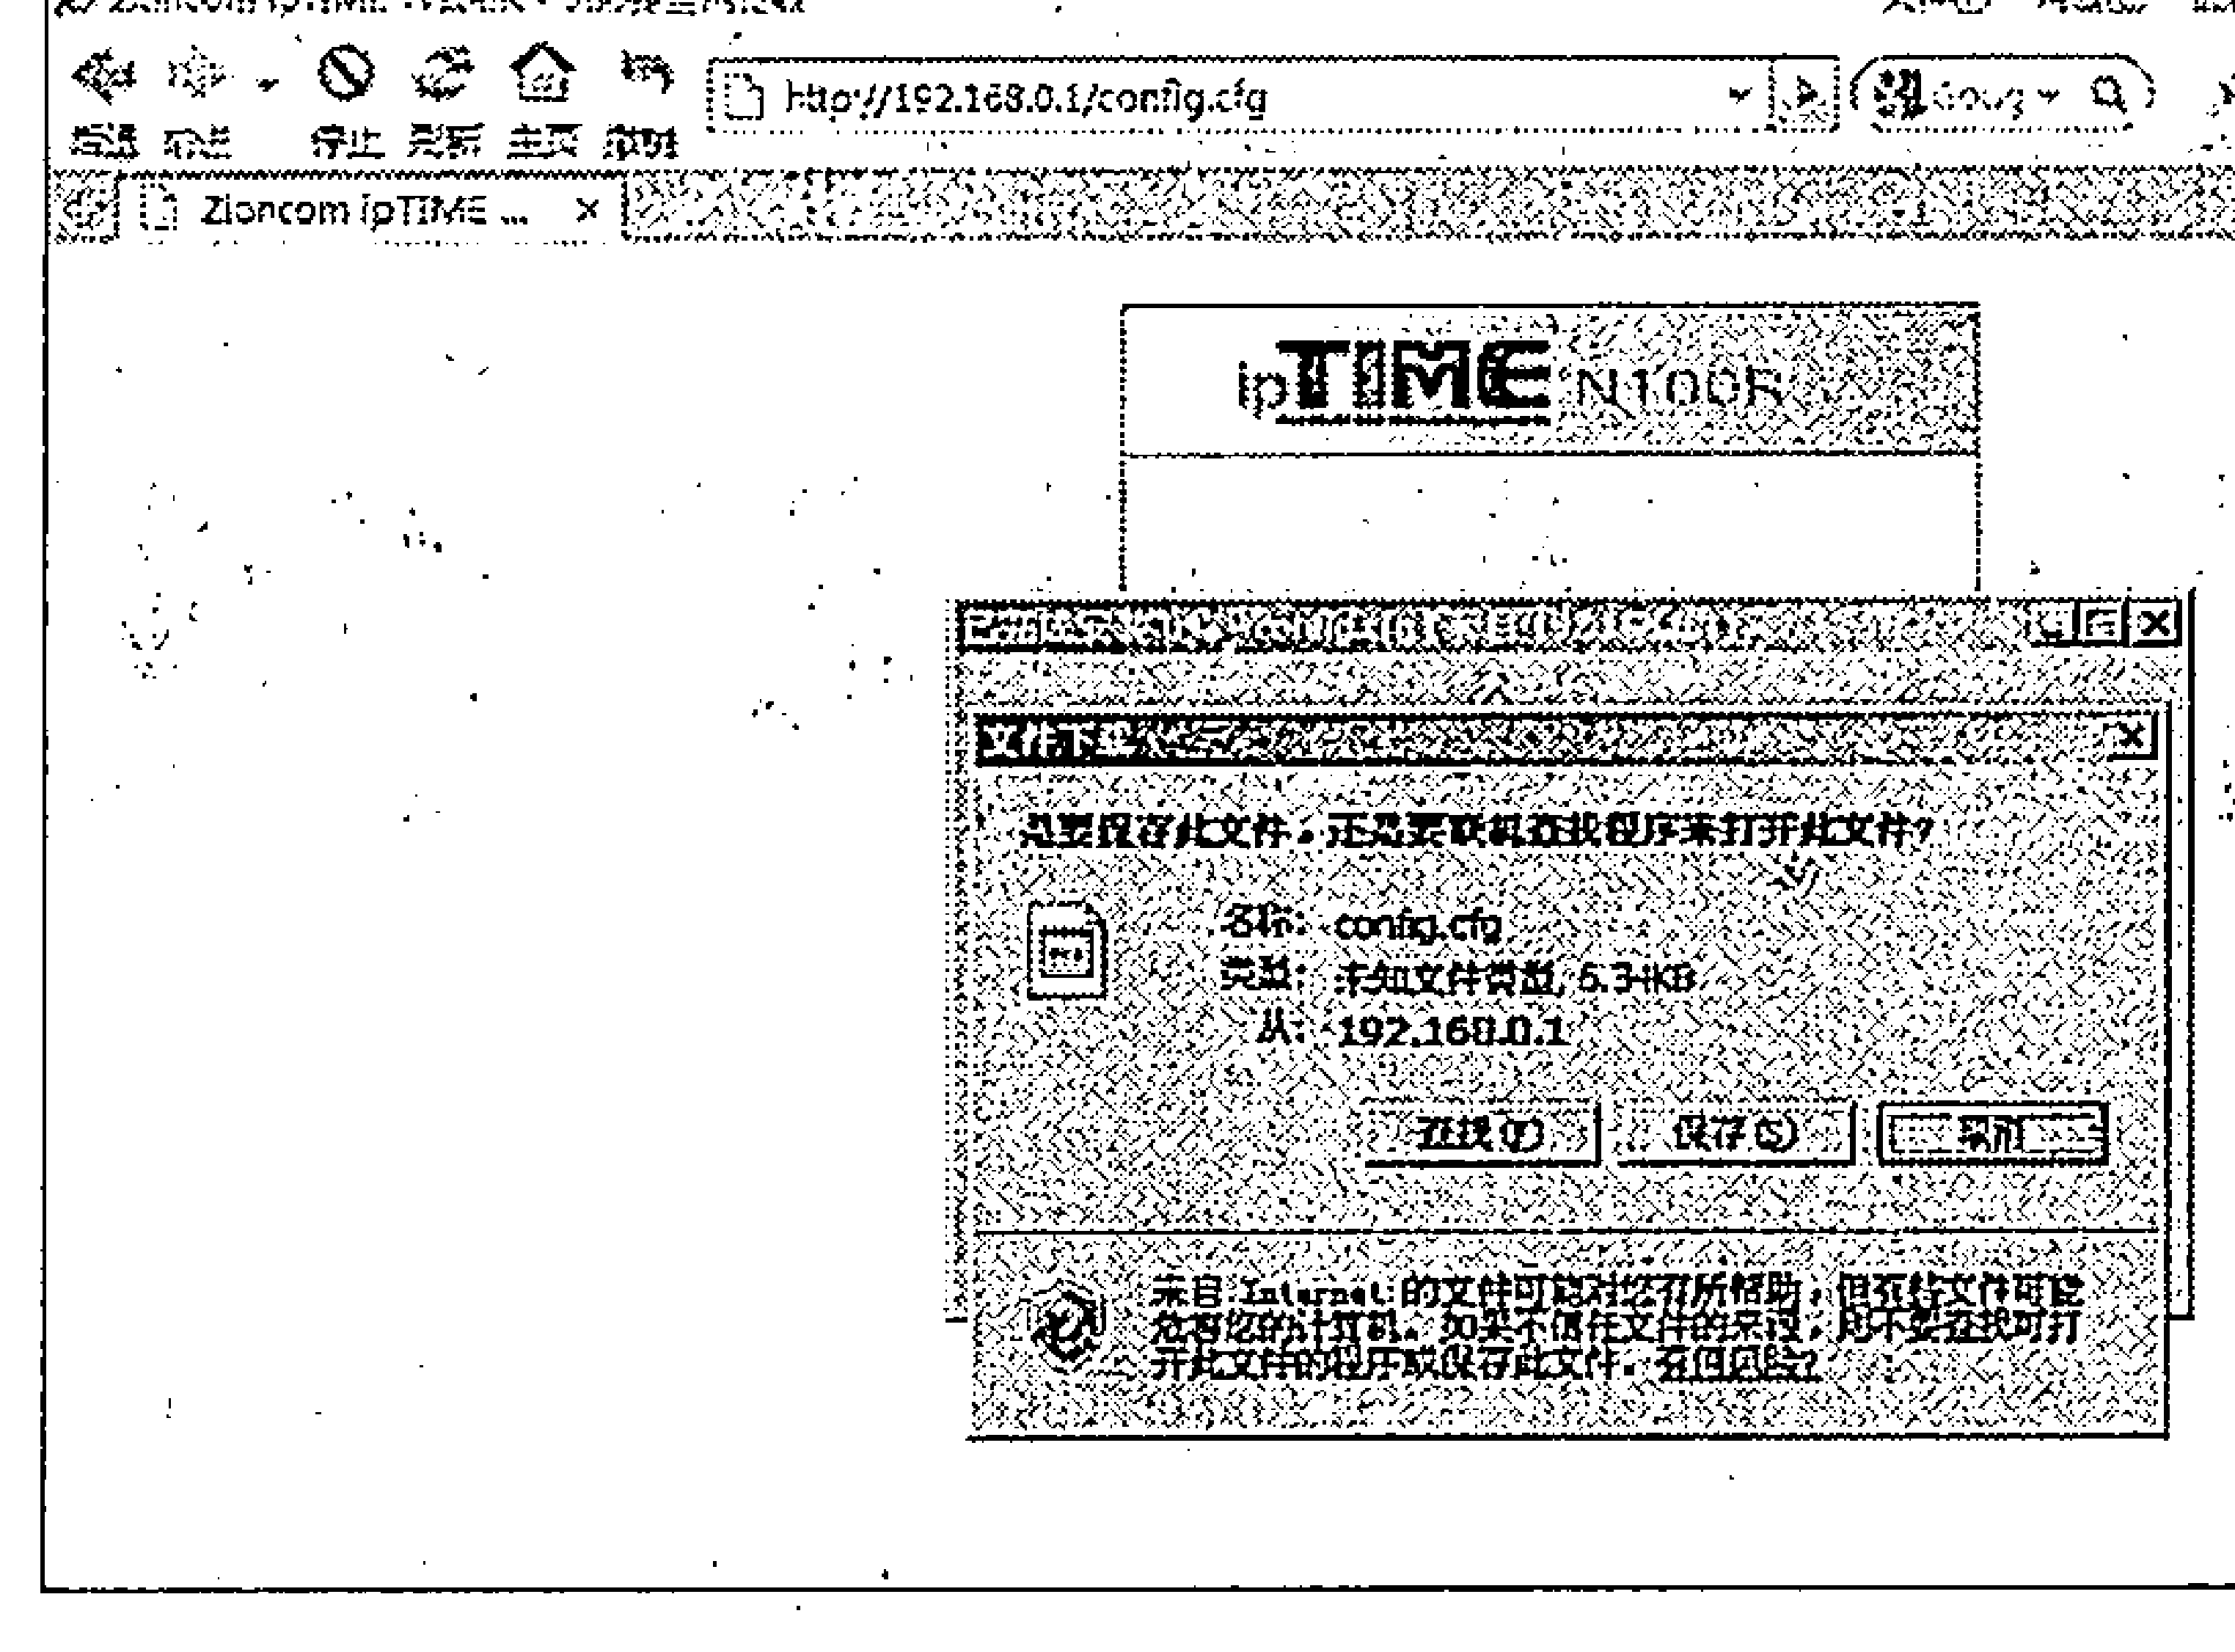 后退 前进 停止 刷新 主页
http://192.168.0.1/config.cfg
Zioncom ipTIME ...
ipTIME N100R
文件下载
是要保存此文件，还是要联机查找程序来打开此文件?
名称: config.cfg
类型: 未知文件类型,
从: 192.168.0.1
查找(F) 保存(S) 取消
来自 Internet 的文件可能对您有所帮助，但某些文件可能
危害您的计算机。如果不信任文件的来源，则不要查找可打
开此文件的程序或保存此文件。有何风险?